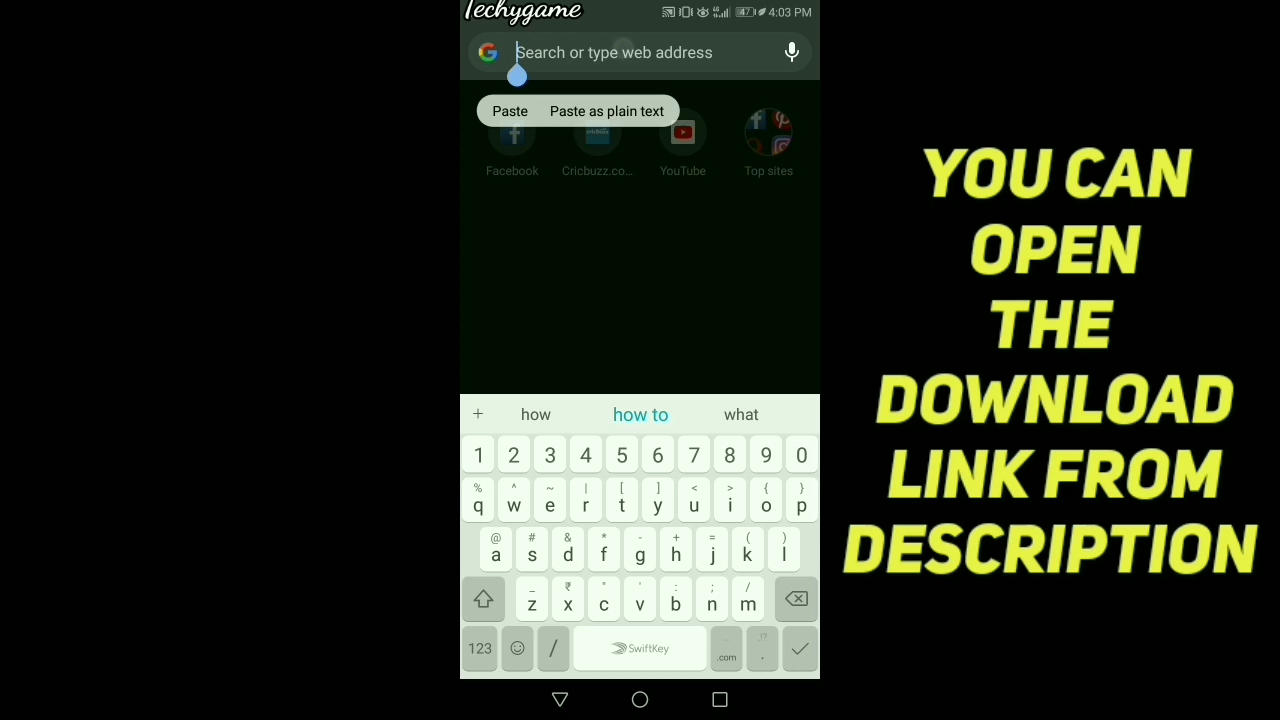 Techygame
47 4:03 PM
Search or type web address
Paste Paste as plain text
Facebook Cricbuzz.co... YouTube Top sites
+ how how to what
1 2 3 4 5 6 7 8 9 0
% ^ ~ | [ ] < > { }
q w e r t y u i o p
@ # & * - + = ( )
a s d f g h j k l
_ ₹ " ' : ; /
z x c v b n m
123 / SwiftKey .com ,!? .
YOU CAN
OPEN
THE
DOWNLOAD
LINK FROM
DESCRIPTION